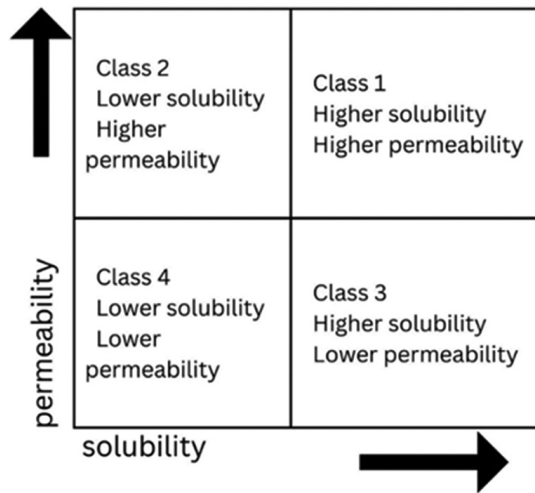 Class 2
Lower solubility
Higher
permeability
Class 1
Higher solubility
Higher permeability
Class 4
Lower solubility
Lower
permeability
Class 3
Higher solubility
Lower permeability
permeability
solubility